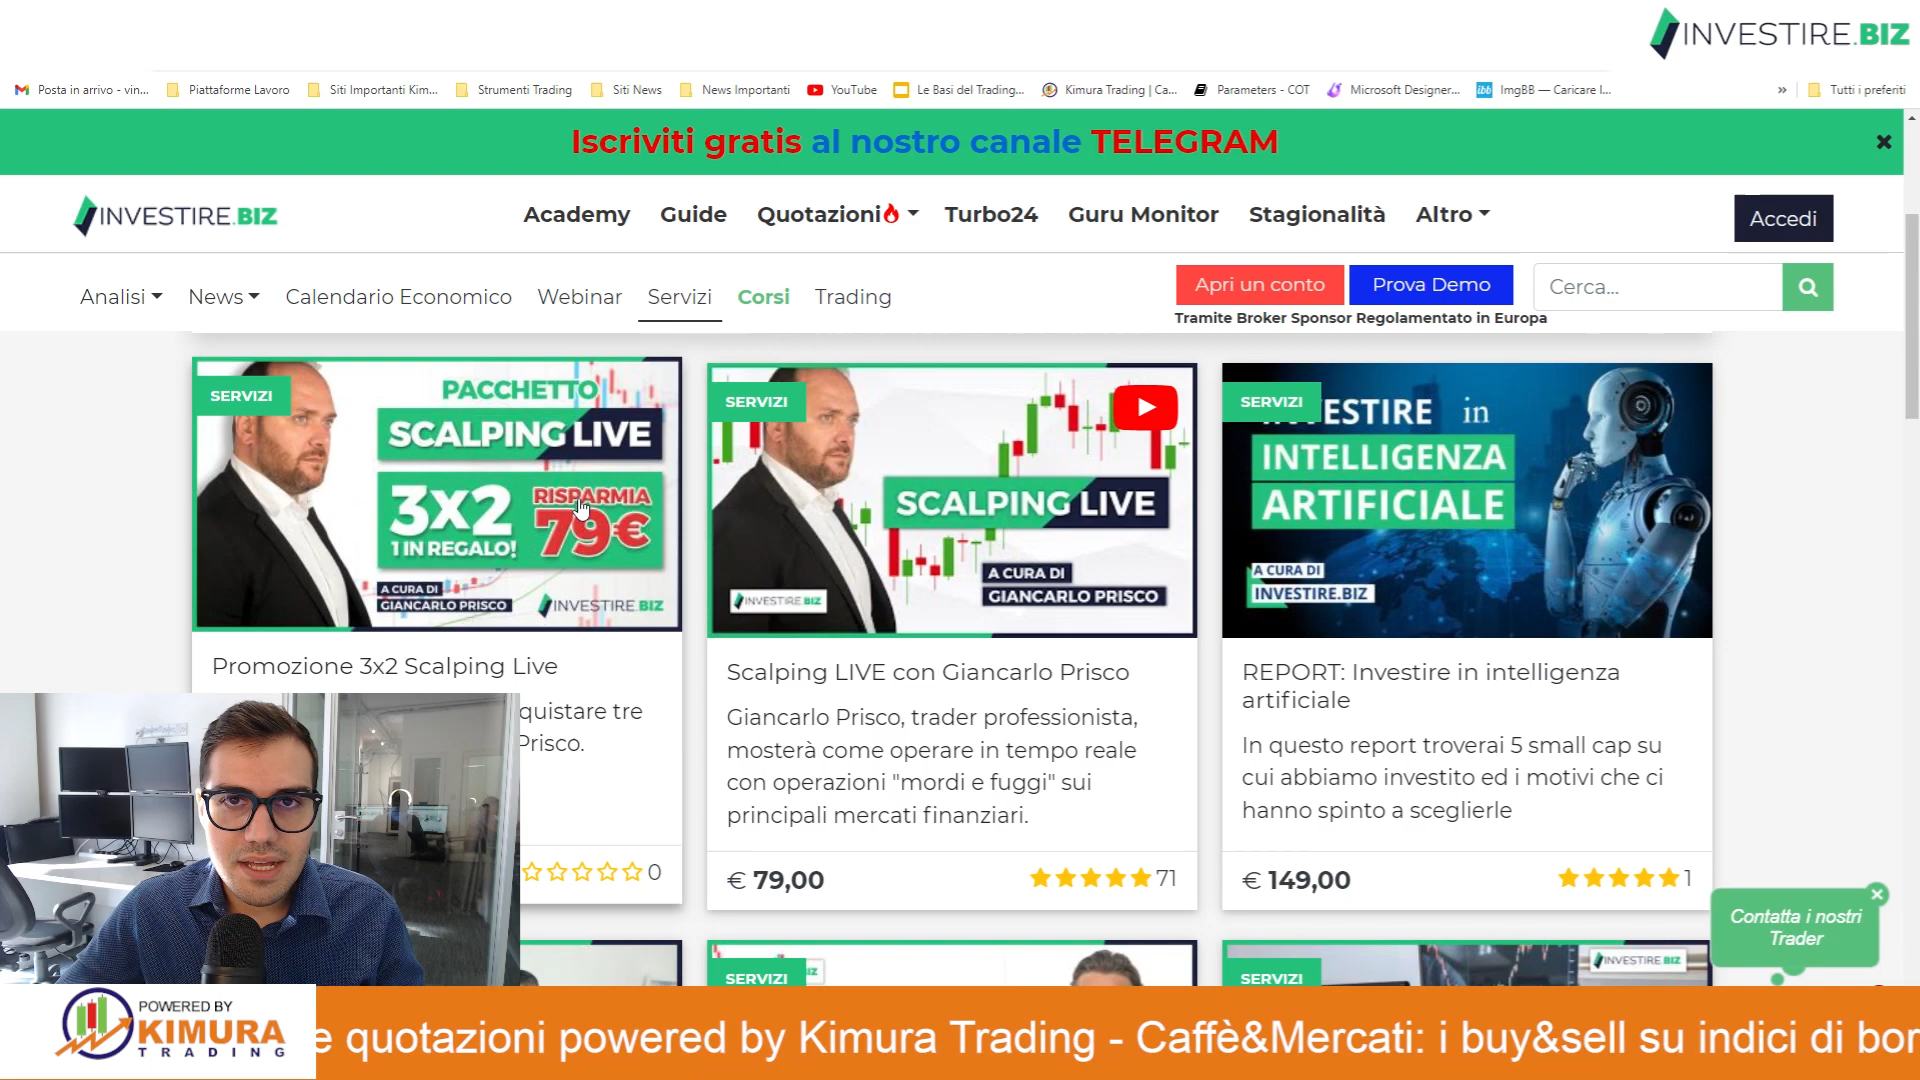 INVESTIRE.BIZ
Posta in arrivo - vin...
Piattaforme Lavoro
Siti Importanti Kim...
Strumenti Trading
Siti News
News Importanti
YouTube
Le Basi del Trading...
Kimura Trading | Ca...
Parameters - COT
Microsoft Designer...
ibb
ImgBB — Caricare I...
»
Tutti i preferiti
Iscriviti gratis al nostro canale TELEGRAM
INVESTIRE.BIZ
Academy
Guide
Quotazioni
Turbo24
Guru Monitor
Stagionalità
Altro
Accedi
Analisi
News
Calendario Economico
Webinar
Servizi
Corsi
Trading
Apri un conto
Prova Demo
Cerca...
Tramite Broker Sponsor Regolamentato in Europa
SERVIZI
PACCHETTO
SCALPING LIVE
3X2
1 IN REGALO!
RISPARMIA
79€
A CURA DI
GIANCARLO PRISCO
INVESTIRE.BIZ
Promozione 3x2 Scalping Live
quistare tre
Prisco.
0
SERVIZI
SCALPING LIVE
A CURA DI
GIANCARLO PRISCO
INVESTIRE.BIZ
Scalping LIVE con Giancarlo Prisco
Giancarlo Prisco, trader professionista,
mosterà come operare in tempo reale
con operazioni "mordi e fuggi" sui
principali mercati finanziari.
€ 79,00
71
SERVIZI
VESTIRE in
INTELLIGENZA
ARTIFICIALE
A CURA DI
INVESTIRE.BIZ
REPORT: Investire in intelligenza
artificiale
In questo report troverai 5 small cap su
cui abbiamo investito ed i motivi che ci
hanno spinto a sceglierle
€ 149,00
1
Contatta i nostri
Trader
SERVIZI
IZ
SERVIZI
INVESTIRE.BIZ
POWERED BY
KIMURA
TRADING
e quotazioni powered by Kimura Trading - Caffè&Mercati: i buy&sell su indici di bor